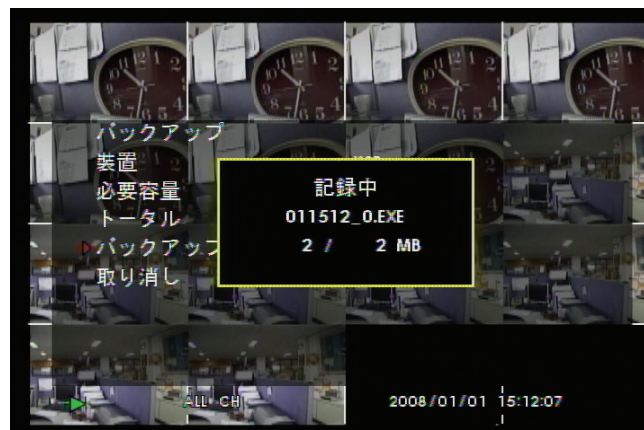 バックアップ
装置
必要容量
トータル
バックアップ
取り消し
記録中
011512_0.EXE
2 / 2 MB
ALL CH
2008/01/01 15:12:07